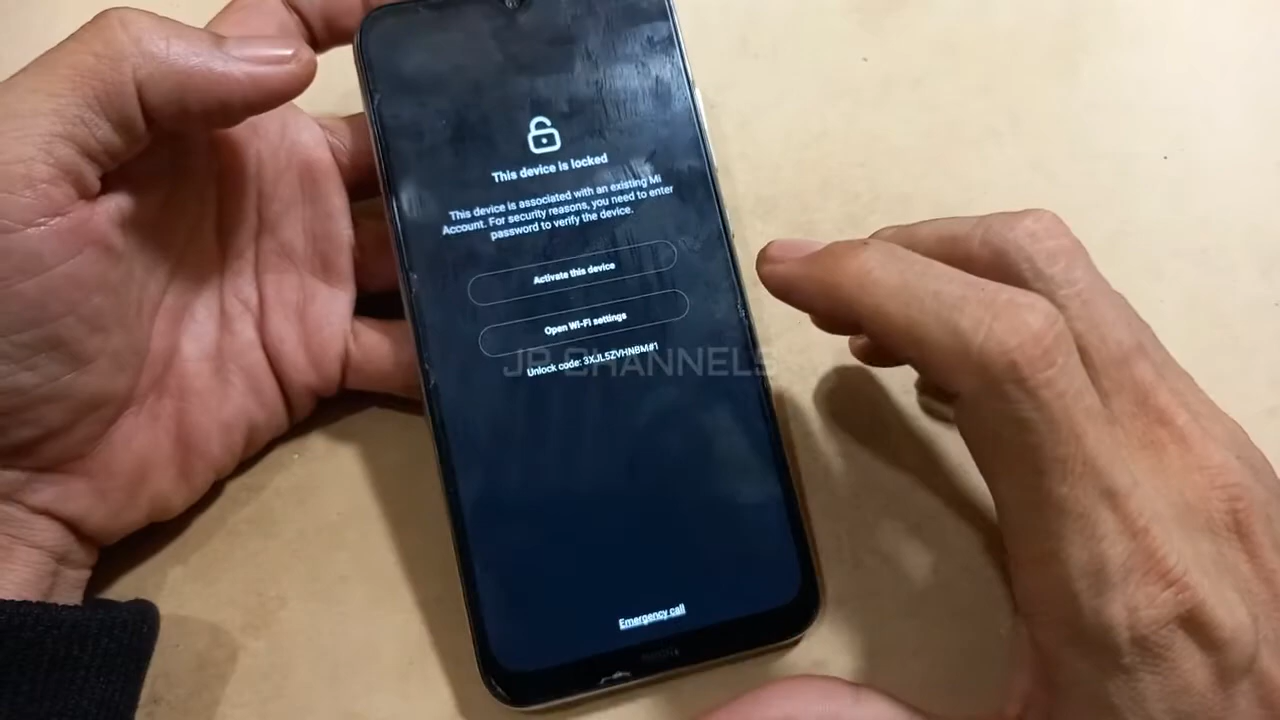 This device is locked
This device is associated with an existing Mi
Account. For security reasons, you need to enter
password to verify the device.
Activate this device
Open Wi-Fi settings
JP CHANNELS
Unlock code: 3XJL5ZVHNBM#1
Emergency call